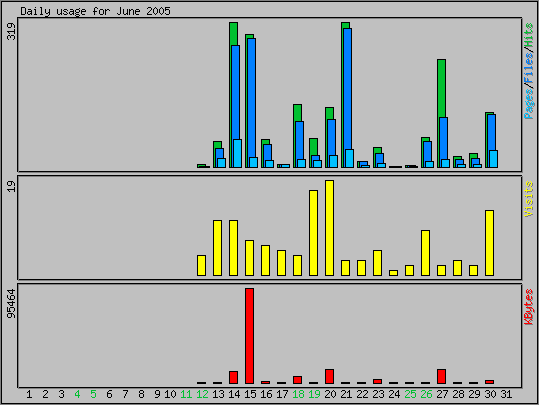 Daily usage for June 2005
319
Pages/Files/Hits
19
Visits
95464
KBytes
1 2 3 4 5 6 7 8 9 10 11 12 13 14 15 16 17 18 19 20 21 22 23 24 25 26 27 28 29 30 31